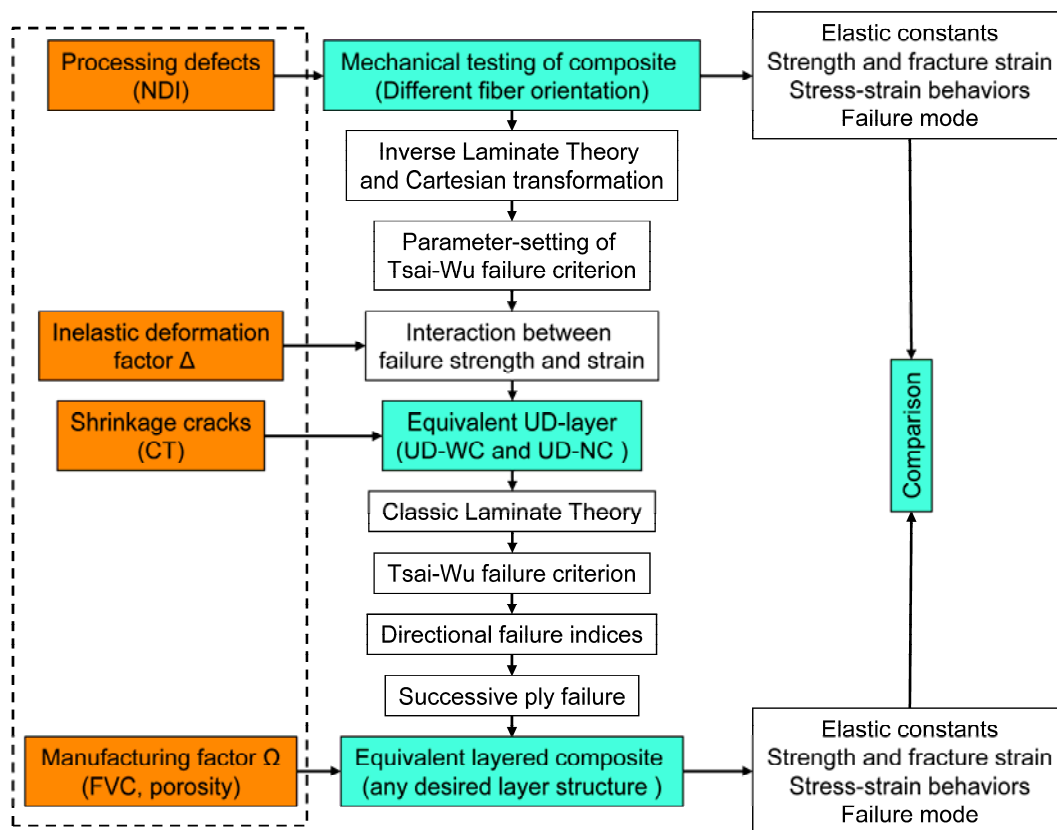 Processing defects
(NDI)
Mechanical testing of composite
(Different fiber orientation)
Elastic constants
Strength and fracture strain
Stress-strain behaviors
Failure mode
Inverse Laminate Theory
and Cartesian transformation
Parameter-setting of
Tsai-Wu failure criterion
Inelastic deformation
factor Δ
Interaction between
failure strength and strain
Shrinkage cracks
(CT)
Equivalent UD-layer
(UD-WC and UD-NC )
Comparison
Classic Laminate Theory
Tsai-Wu failure criterion
Directional failure indices
Successive ply failure
Manufacturing factor Ω
(FVC, porosity)
Equivalent layered composite
(any desired layer structure )
Elastic constants
Strength and fracture strain
Stress-strain behaviors
Failure mode